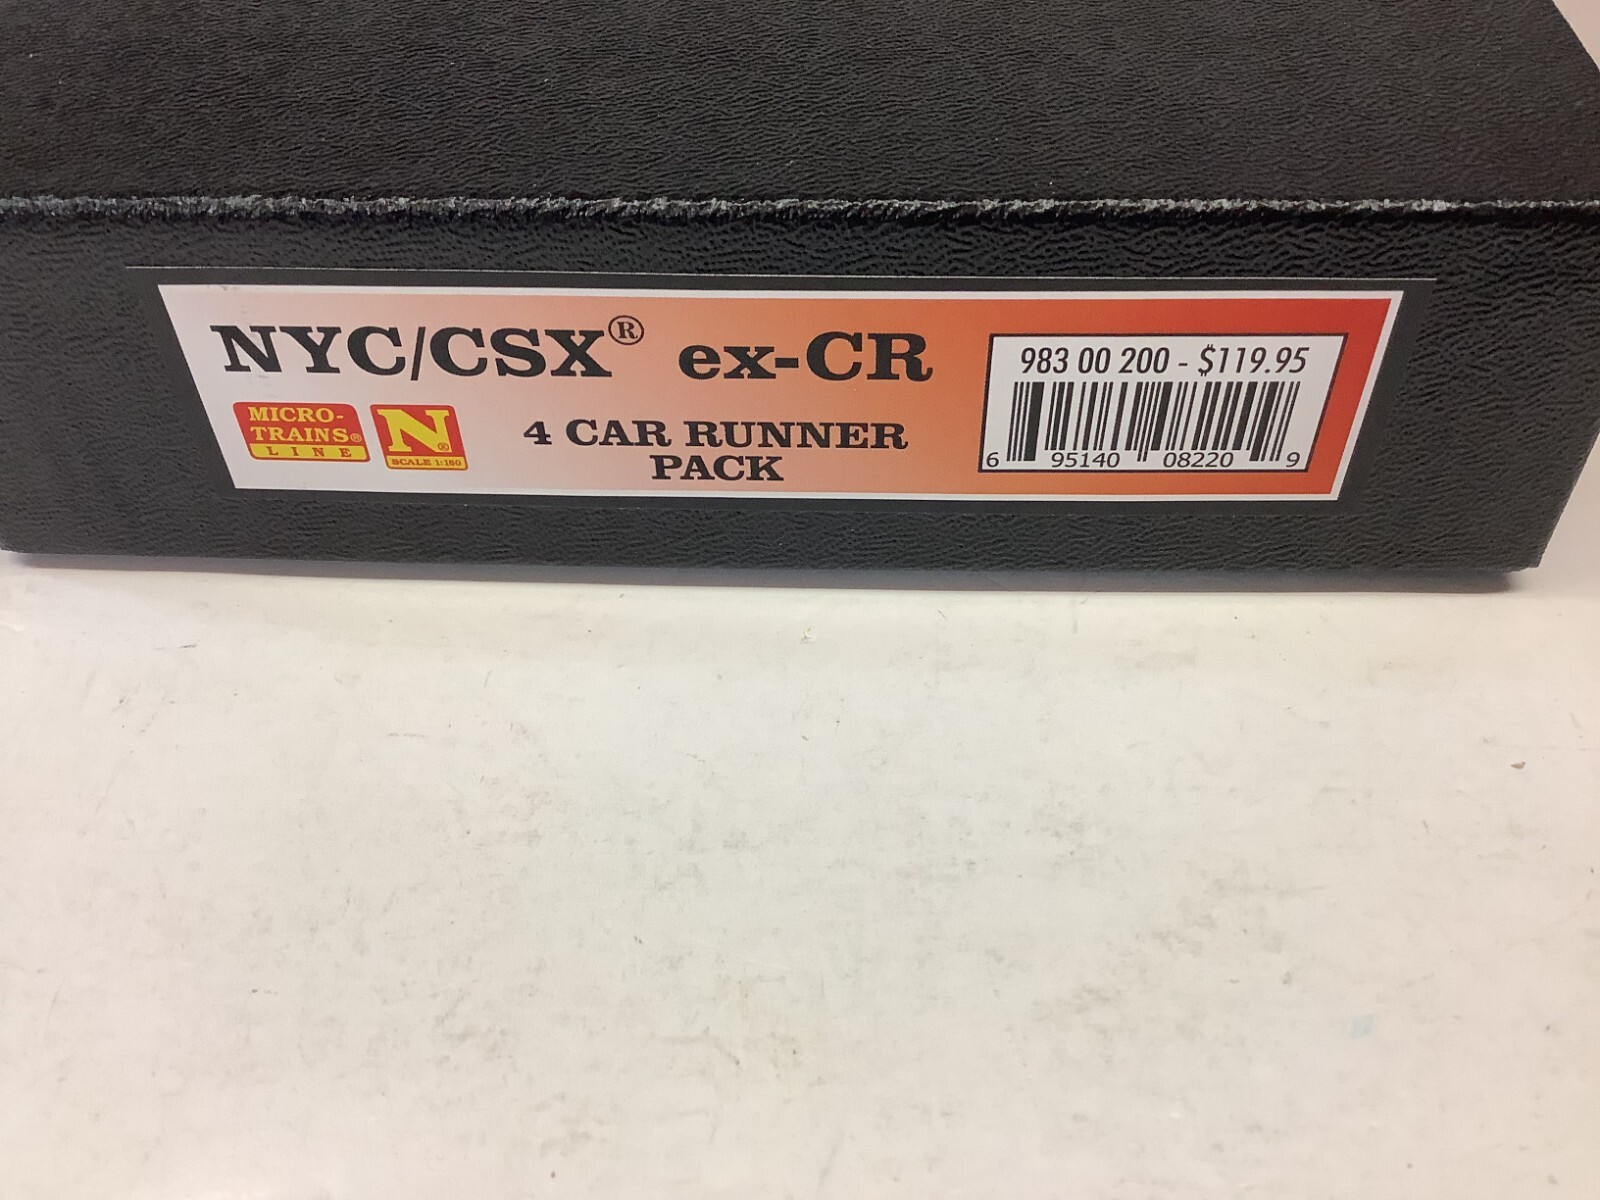 NYC/CSX® ex-CR
983 00 200 - $119.95
MICRO-
TRAINS®
LINE
N®
SCALE 1:160
4 CAR RUNNER
PACK
6 95140 08220 9